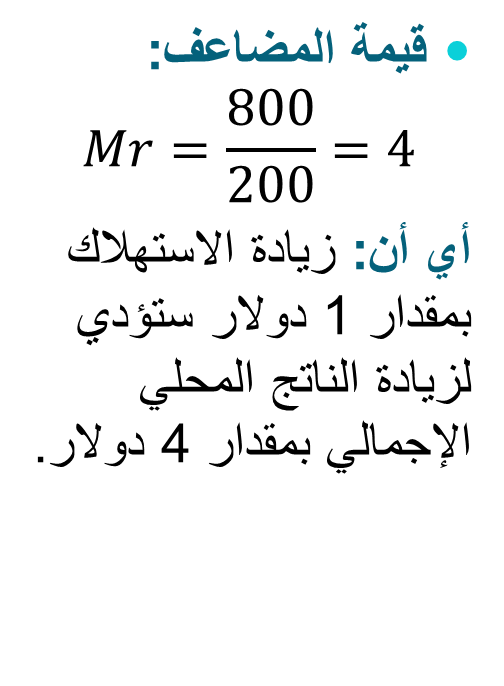 • قيمة المضاعف:
Mr = 800/200 = 4
أي أن: زيادة الاستهلاك
بمقدار 1 دولار ستؤدي
لزيادة الناتج المحلي
الإجمالي بمقدار 4 دولار.